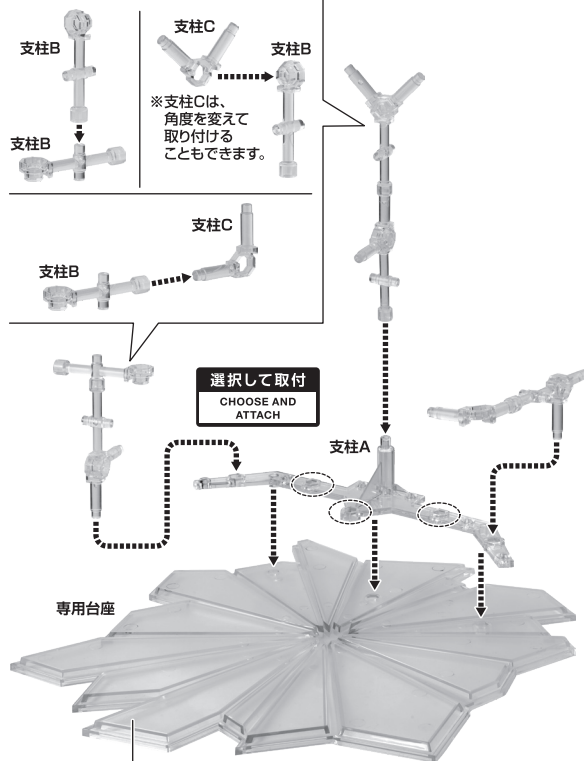 支柱B
支柱B
支柱C
支柱B
※支柱Cは、
角度を変えて
取り付ける
こともできます。
支柱C
支柱B
選択して取付
CHOOSE AND
ATTACH
支柱A
専用台座